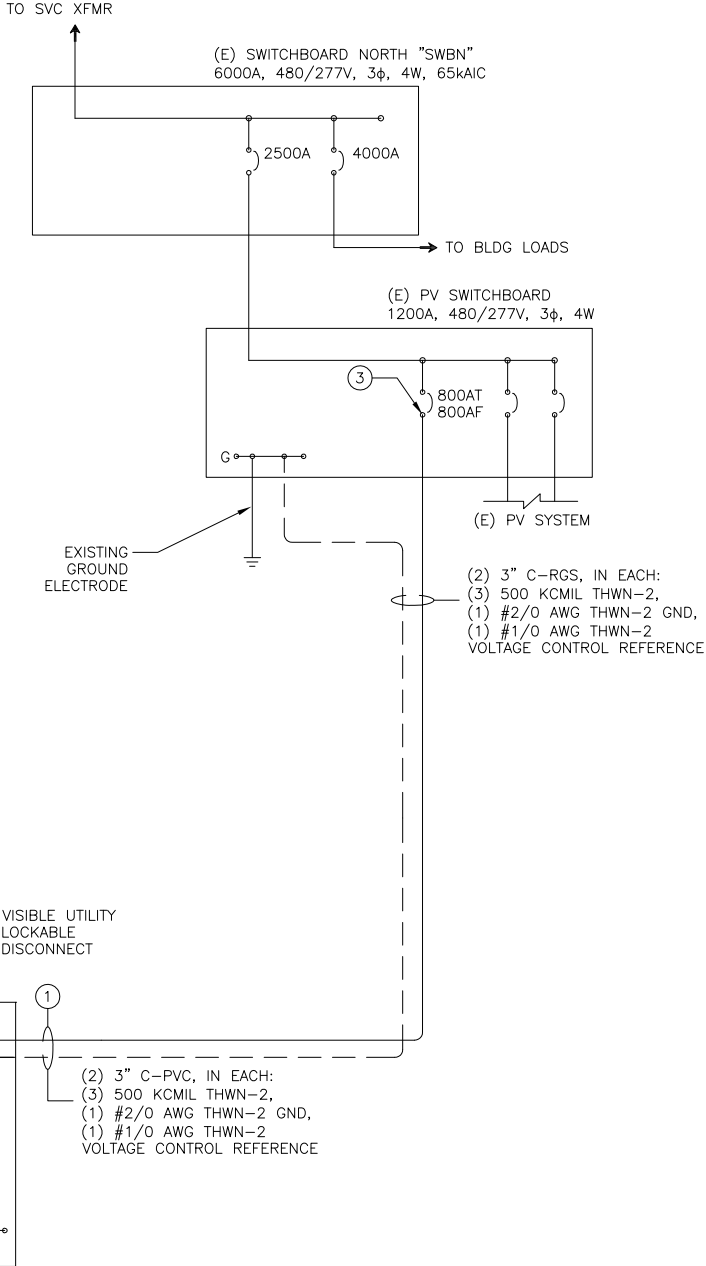 TO SVC XFMR
(E) SWITCHBOARD NORTH "SWBN"
6000A, 480/277V, 3ϕ, 4W, 65kAIC
2500A
4000A
TO BLDG LOADS
(E) PV SWITCHBOARD
1200A, 480/277V, 3ϕ, 4W
3
800AT
800AF
G
(E) PV SYSTEM
EXISTING
GROUND
ELECTRODE
(2) 3" C-RGS, IN EACH:
(3) 500 KCMIL THWN-2,
(1) #2/0 AWG THWN-2 GND,
(1) #1/0 AWG THWN-2
VOLTAGE CONTROL REFERENCE
VISIBLE UTILITY
LOCKABLE
DISCONNECT
1
(2) 3" C-PVC, IN EACH:
(3) 500 KCMIL THWN-2,
(1) #2/0 AWG THWN-2 GND,
(1) #1/0 AWG THWN-2
VOLTAGE CONTROL REFERENCE